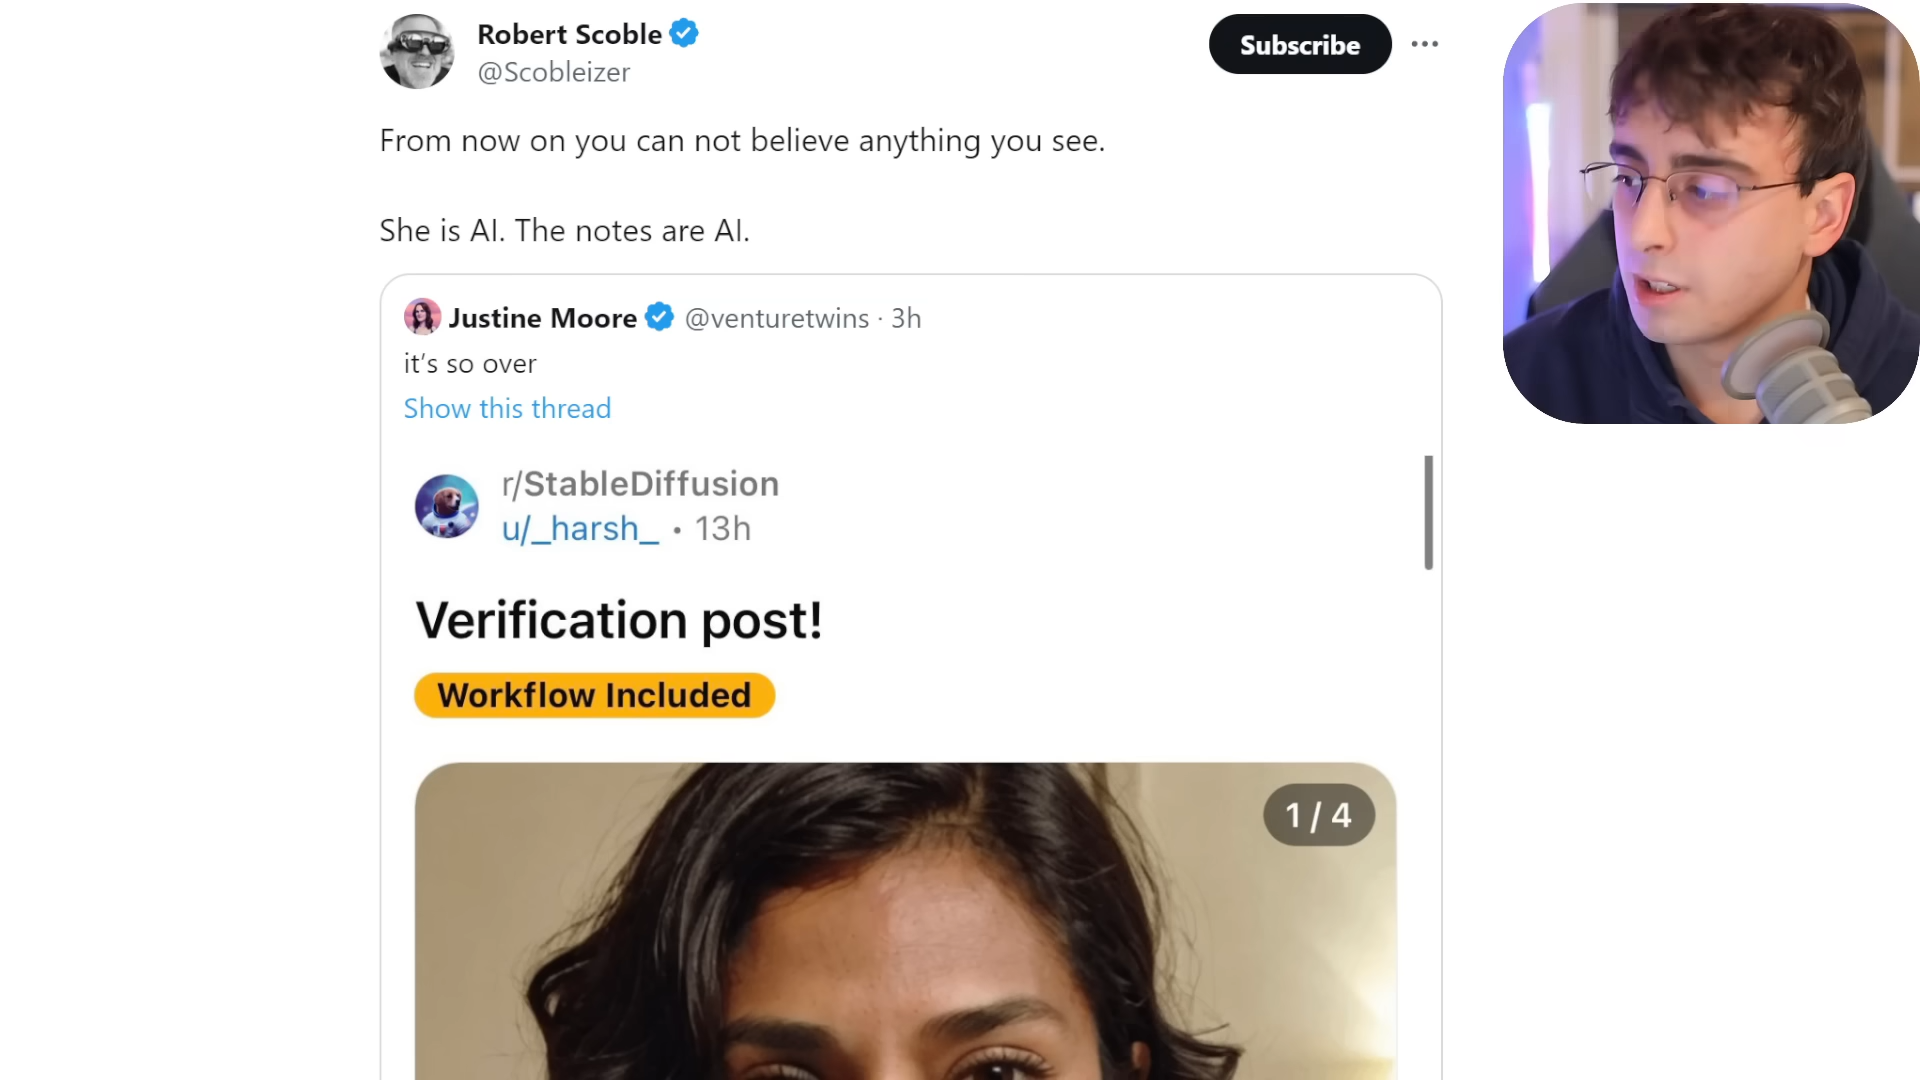 Robert Scoble
@Scobleizer
Subscribe
From now on you can not believe anything you see.
She is AI. The notes are AI.
Justine Moore @venturetwins · 3h
it's so over
Show this thread
r/StableDiffusion
u/_harsh_ • 13h
Verification post!
Workflow Included
1/4